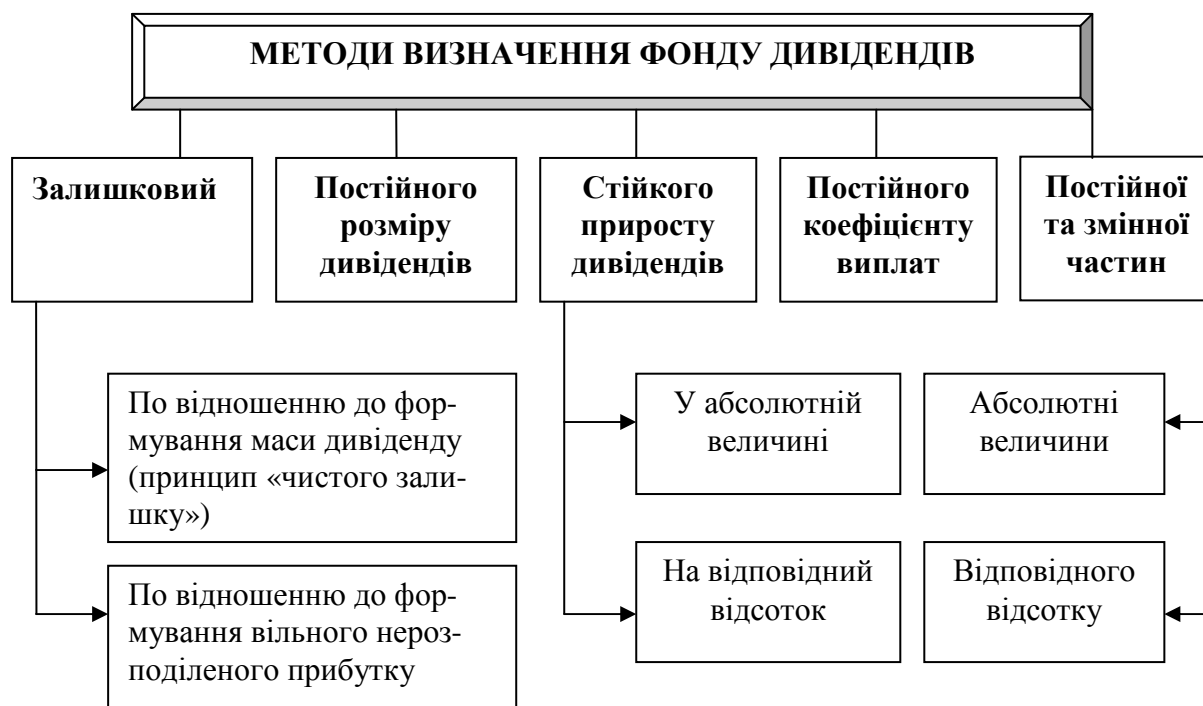 МЕТОДИ ВИЗНАЧЕННЯ ФОНДУ ДИВІДЕНДІВ
Залишковий
Постійного
розміру
дивідендів
Стійкого
приросту
дивідендів
Постійного
коефіцієнту
виплат
Постійної
та змінної
частин
По відношенню до фор-
мування маси дивіденду
(принцип «чистого зали-
шку»)
По відношенню до фор-
мування вільного нероз-
поділеного прибутку
У абсолютній
величині
На відповідний
відсоток
Абсолютні
величини
Відповідного
відсотку